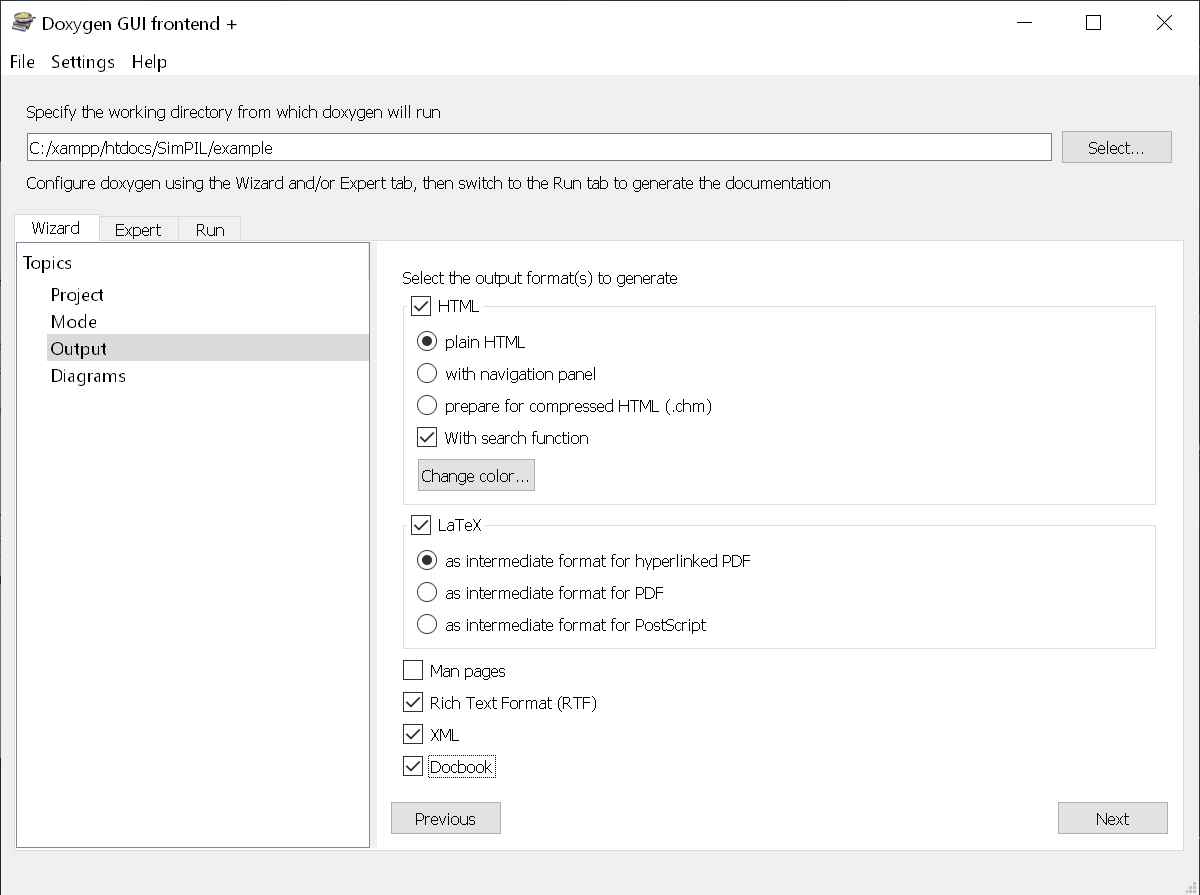 Doxygen GUI frontend +
File Settings Help
Specify the working directory from which doxygen will run
C:/xampp/htdocs/SimPIL/example
Select...
Configure doxygen using the Wizard and/or Expert tab, then switch to the Run tab to generate the documentation
Wizard Expert Run
Topics
Project
Mode
Output
Diagrams
Select the output format(s) to generate
HTML
plain HTML
with navigation panel
prepare for compressed HTML (.chm)
With search function
Change color...
LaTeX
as intermediate format for hyperlinked PDF
as intermediate format for PDF
as intermediate format for PostScript
Man pages
Rich Text Format (RTF)
XML
Docbook
Previous
Next